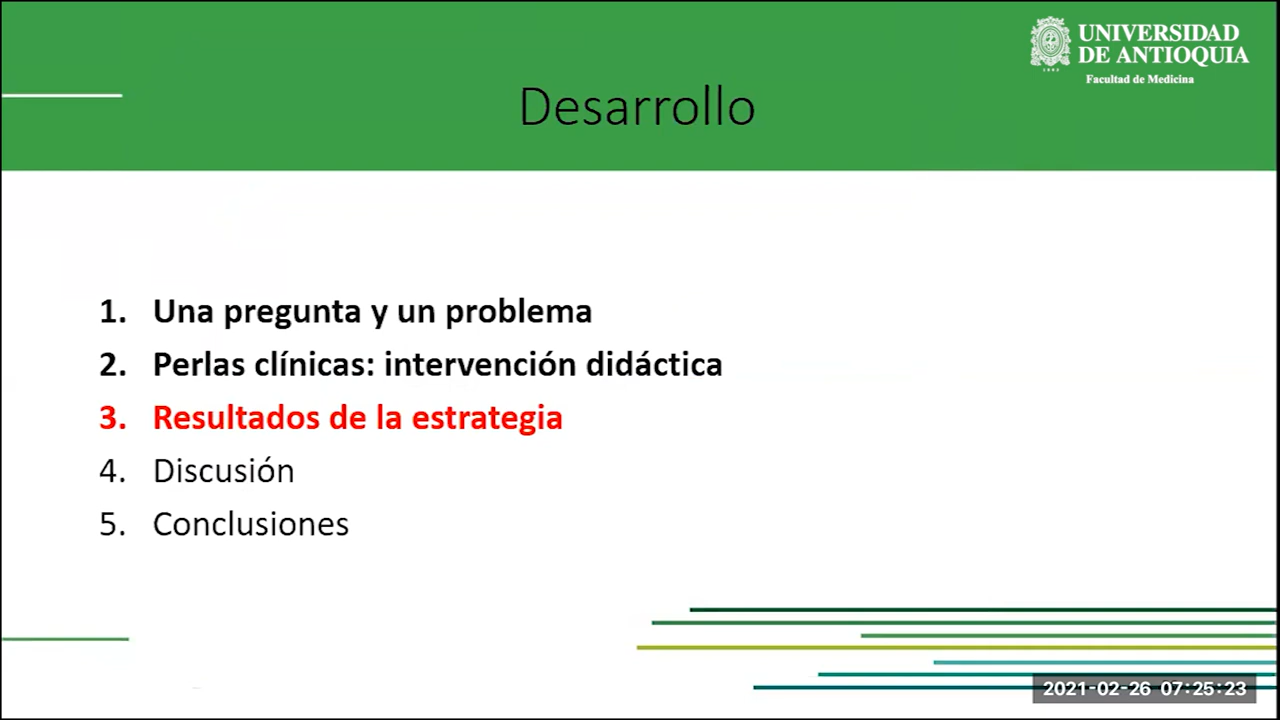 UNIVERSIDAD
DE ANTIOQUIA
1803
Facultad de Medicina
Desarrollo
1. Una pregunta y un problema
2. Perlas clínicas: intervención didáctica
3. Resultados de la estrategia
4. Discusión
5. Conclusiones
2021-02-26 07:25:23